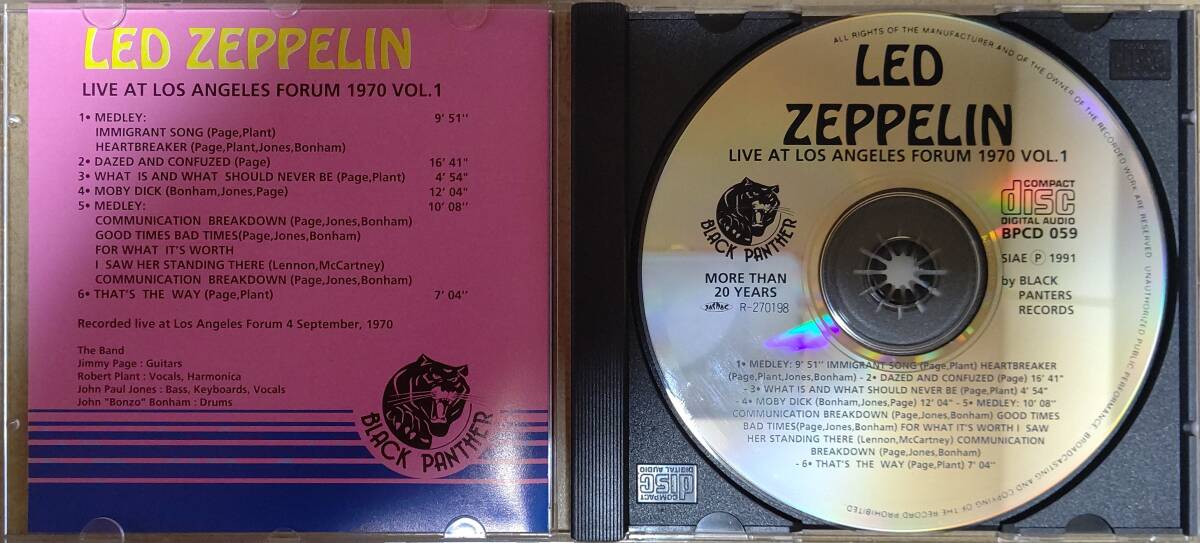 LED ZEPPELIN
LIVE AT LOS ANGELES FORUM 1970 VOL.1
1• MEDLEY: 9' 51''
IMMIGRANT SONG (Page,Plant)
HEARTBREAKER (Page,Plant,Jones,Bonham)
2• DAZED AND CONFUZED (Page) 16' 41"
3• WHAT IS AND WHAT SHOULD NEVER BE (Page,Plant) 4' 54"
4• MOBY DICK (Bonham,Jones,Page) 12' 04"
5• MEDLEY: 10' 08''
COMMUNICATION BREAKDOWN (Page,Jones,Bonham)
GOOD TIMES BAD TIMES(Page,Jones,Bonham)
FOR WHAT IT'S WORTH
I SAW HER STANDING THERE (Lennon,McCartney)
COMMUNICATION BREAKDOWN (Page,Jones,Bonham)
6• THAT'S THE WAY (Page,Plant) 7' 04''
Recorded live at Los Angeles Forum 4 September, 1970
The Band
Jimmy Page : Guitars
Robert Plant : Vocals, Harmonica
John Paul Jones : Bass, Keyboards, Vocals
John "Bonzo" Bonham : Drums
BLACK PANTHER
ALL RIGHTS OF THE MANUFACTURER AND OF THE OWNER OF THE RECORDED WORK ARE RESERVED UNAUTHORIZED PUBLIC PERFORMANCE BROADCASTING AND COPYING OF THE RECORD PROHIBITED
LED
ZEPPELIN
LIVE AT LOS ANGELES FORUM 1970 VOL.1
BLACK PANTHER
COMPACT
disc
DIGITAL AUDIO
BPCD 059
MORE THAN
20 YEARS
R-270198
SIAE Ⓟ 1991
by BLACK
PANTERS
RECORDS
1• MEDLEY: 9' 51'' IMMIGRANT SONG (Page,Plant) HEARTBREAKER
(Page,Plant,Jones,Bonham) - 2• DAZED AND CONFUZED (Page) 16' 41"
- 3• WHAT IS AND WHAT SHOULD NEVER BE (Page,Plant) 4' 54"
- 4• MOBY DICK (Bonham,Jones,Page) 12' 04" - 5• MEDLEY: 10' 08''
COMMUNICATION BREAKDOWN (Page,Jones,Bonham) GOOD TIMES
BAD TIMES(Page,Jones,Bonham) FOR WHAT IT'S WORTH I SAW
HER STANDING THERE (Lennon,McCartney) COMMUNICATION
BREAKDOWN (Page,Jones,Bonham)
- 6• THAT'S THE WAY (Page,Plant) 7' 04''
COMPACT
disc
DIGITAL AUDIO